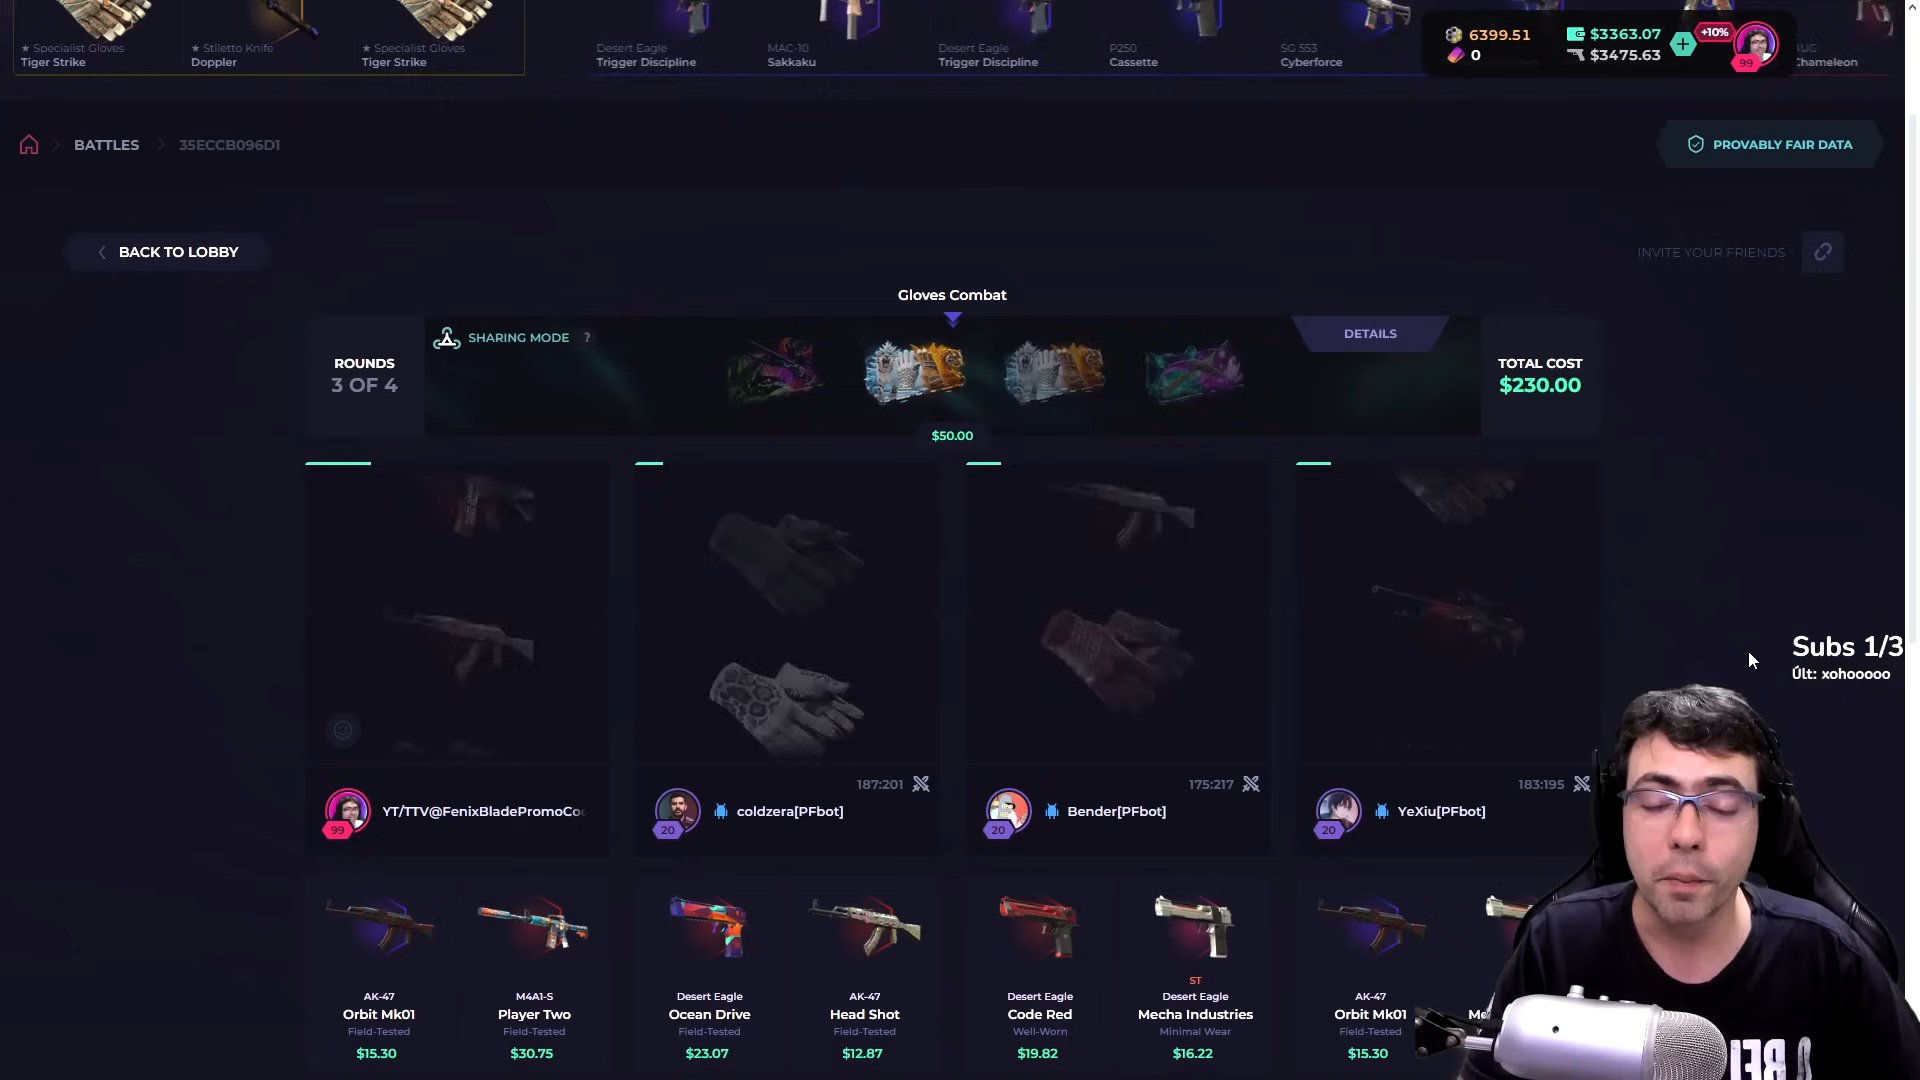 ★ Specialist Gloves
Tiger Strike
★ Stiletto Knife
Doppler
★ Specialist Gloves
Tiger Strike
Desert Eagle
Trigger Discipline
MAC-10
Sakkaku
Desert Eagle
Trigger Discipline
P250
Cassette
SG 553
Cyberforce
AUG
Chameleon
6399.51
0
$3363.07
$3475.63
+10%
99
BATTLES
35ECCB096D1
PROVABLY FAIR DATA
BACK TO LOBBY
INVITE YOUR FRIENDS
Gloves Combat
ROUNDS
3 OF 4
SHARING MODE ?
DETAILS
TOTAL COST
$230.00
$50.00
Subs 1/3
Últ: xohooooo
99
YT/TTV@FenixBladePromoCo
187:201
20
coldzera[PFbot]
175:217
20
Bender[PFbot]
183:195
20
YeXiu[PFbot]
AK-47
Orbit Mk01
Field-Tested
$15.30
M4A1-S
Player Two
Field-Tested
$30.75
Desert Eagle
Ocean Drive
Field-Tested
$23.07
AK-47
Head Shot
Field-Tested
$12.87
Desert Eagle
Code Red
Well-Worn
$19.82
ST
Desert Eagle
Mecha Industries
Minimal Wear
$16.22
AK-47
Orbit Mk01
Field-Tested
$15.30